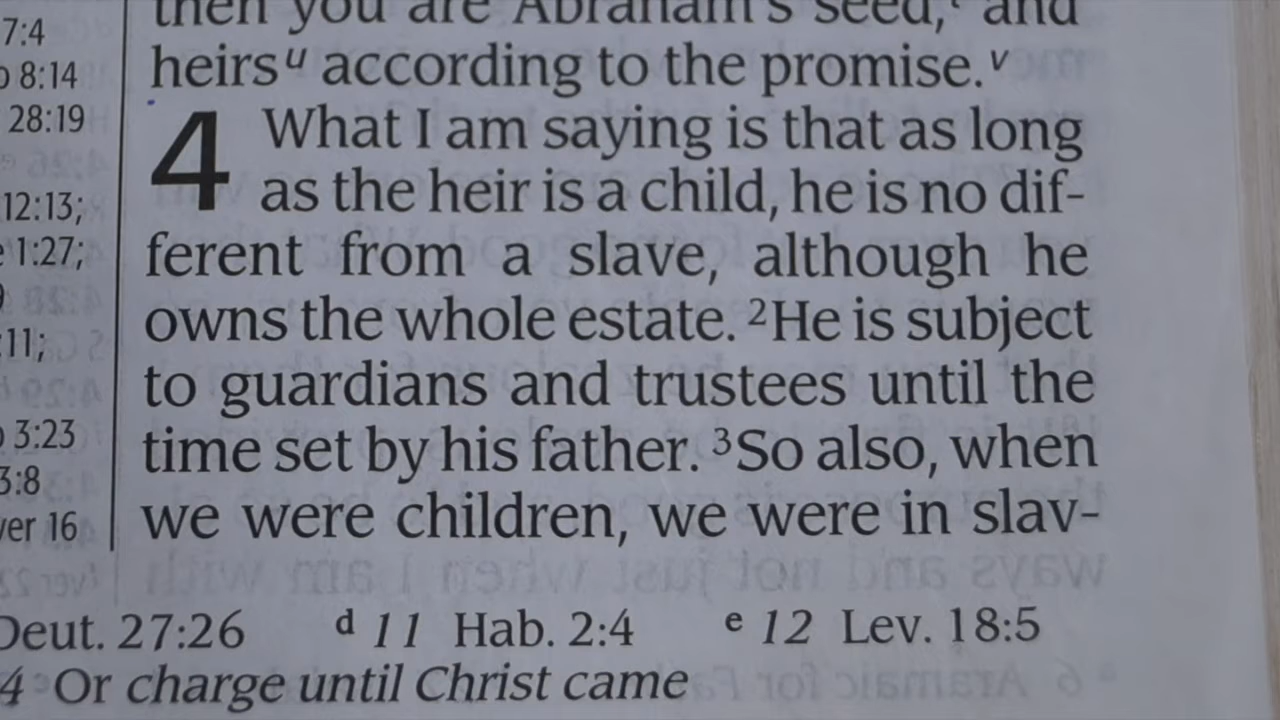 then you are Abraham's seed, and
heirsᵘ according to the promise.ᵛ
4 What I am saying is that as long
as the heir is a child, he is no dif-
ferent from a slave, although he
owns the whole estate. ²He is subject
to guardians and trustees until the
time set by his father. ³So also, when
we were children, we were in slav-
7:4
8:14
28:19
12:13;
1:27;
:11;
3:23
3:8
ver 16
Deut. 27:26 ᵈ 11 Hab. 2:4 ᵉ 12 Lev. 18:5
4 Or charge until Christ came